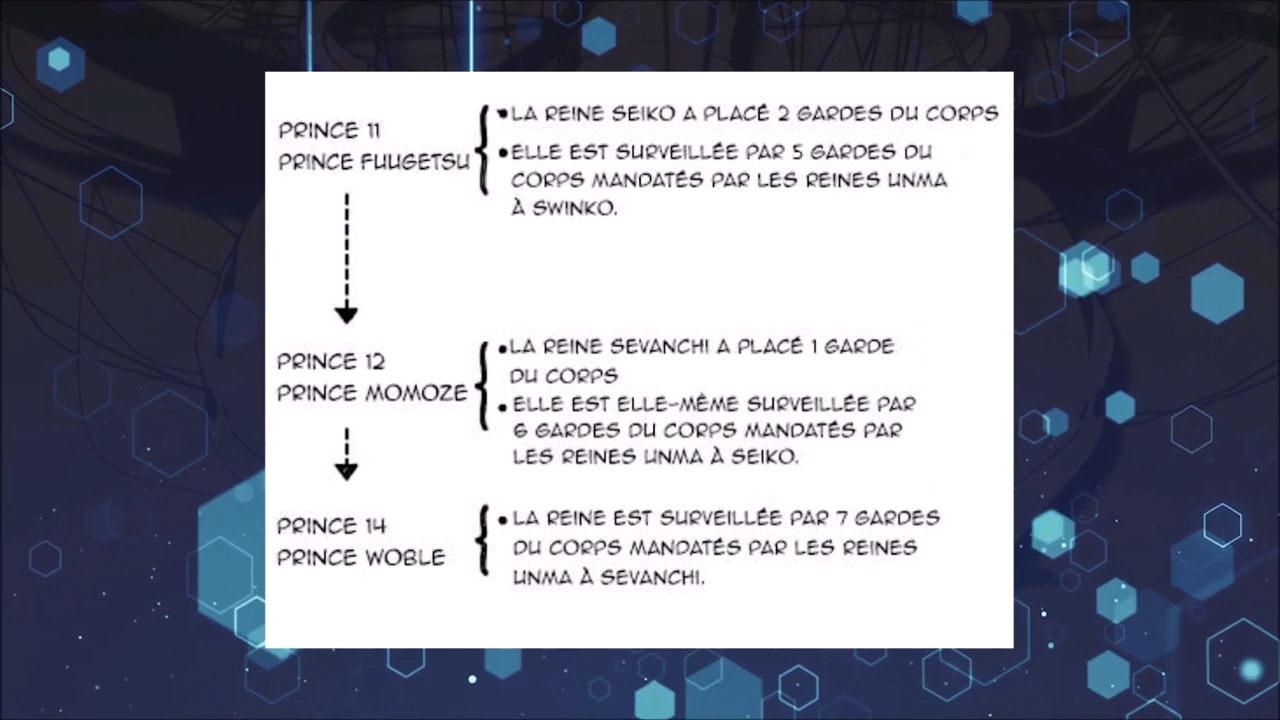 PRINCE 11
PRINCE FUUGETSU
• LA REINE SEIKO A PLACÉ 2 GARDES DU CORPS
• ELLE EST SURVEILLÉE PAR 5 GARDES DU
CORPS MANDATÉS PAR LES REINES UNMA
À SWINKO.
PRINCE 12
PRINCE MOMOZE
• LA REINE SEVANCHI A PLACÉ 1 GARDE
DU CORPS
• ELLE EST ELLE-MÊME SURVEILLÉE PAR
6 GARDES DU CORPS MANDATÉS PAR
LES REINES UNMA À SEIKO.
PRINCE 14
PRINCE WOBLE
• LA REINE EST SURVEILLÉE PAR 7 GARDES
DU CORPS MANDATÉS PAR LES REINES
UNMA À SEVANCHI.